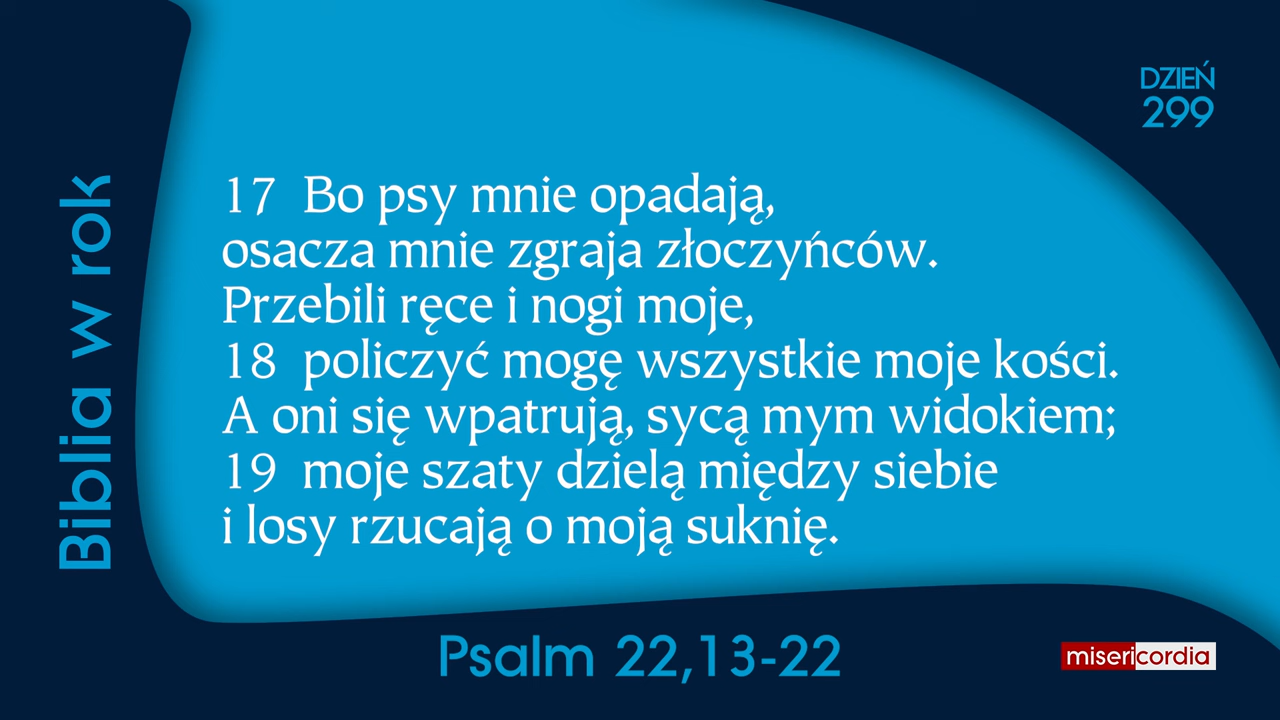 DZIEŃ
299
Biblia w rok
17 Bo psy mnie opadają,
osacza mnie zgraja złoczyńców.
Przebili ręce i nogi moje,
18 policzyć mogę wszystkie moje kości.
A oni się wpatrują, sycą mym widokiem;
19 moje szaty dzielą między siebie
i losy rzucają o moją suknię.
Psalm 22,13-22
misericordia